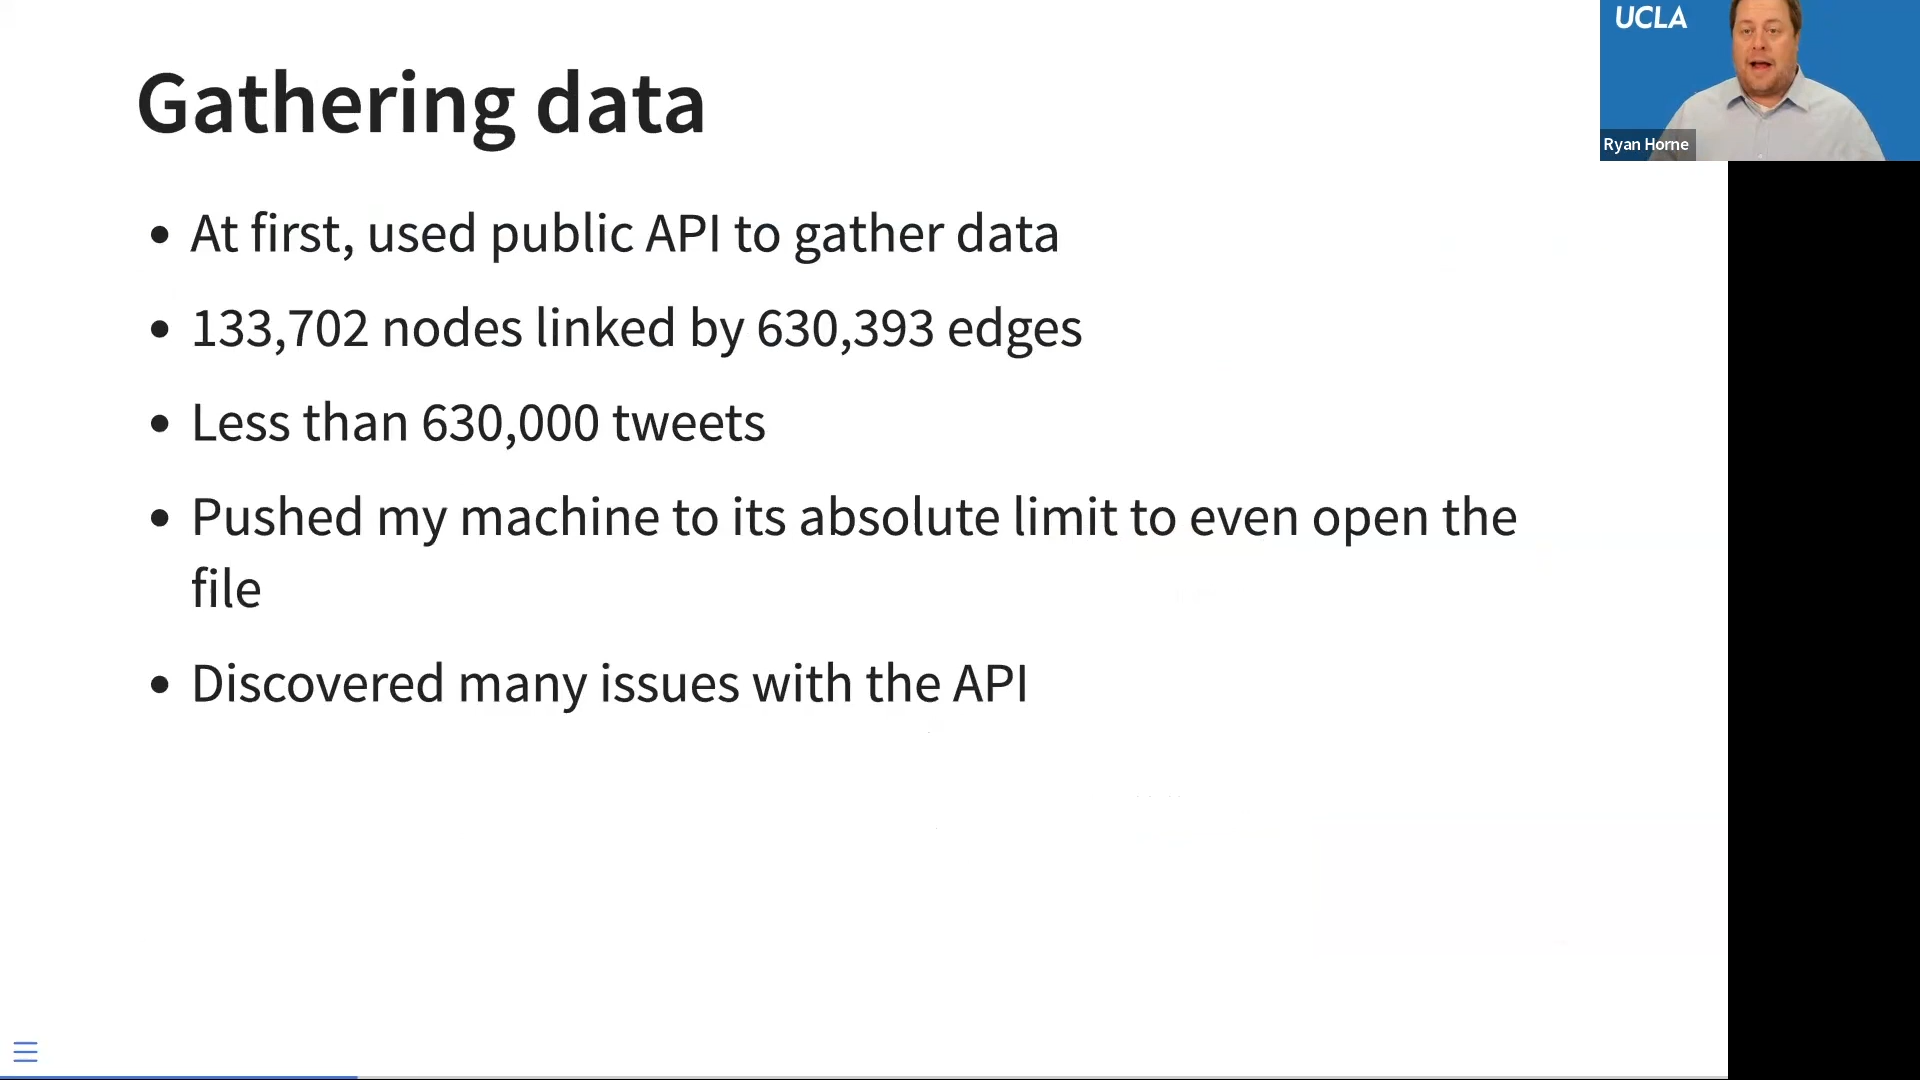 UCLA
Ryan Horne
Gathering data
• At first, used public API to gather data
• 133,702 nodes linked by 630,393 edges
• Less than 630,000 tweets
• Pushed my machine to its absolute limit to even open the
file
• Discovered many issues with the API